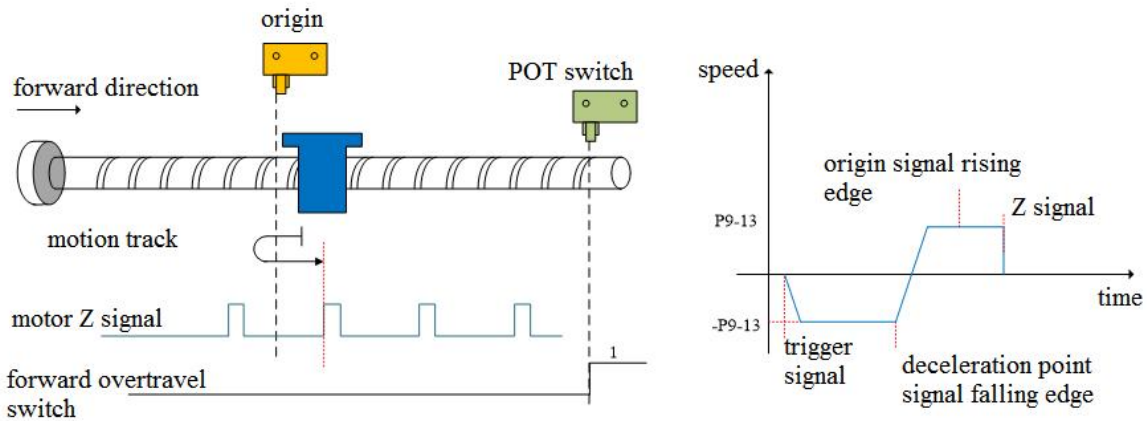 origin
forward direction
POT switch
motion track
motor Z signal
forward overtravel
switch
1
speed
origin signal rising
edge
Z signal
P9-13
time
-P9-13
trigger
signal
deceleration point
signal falling edge